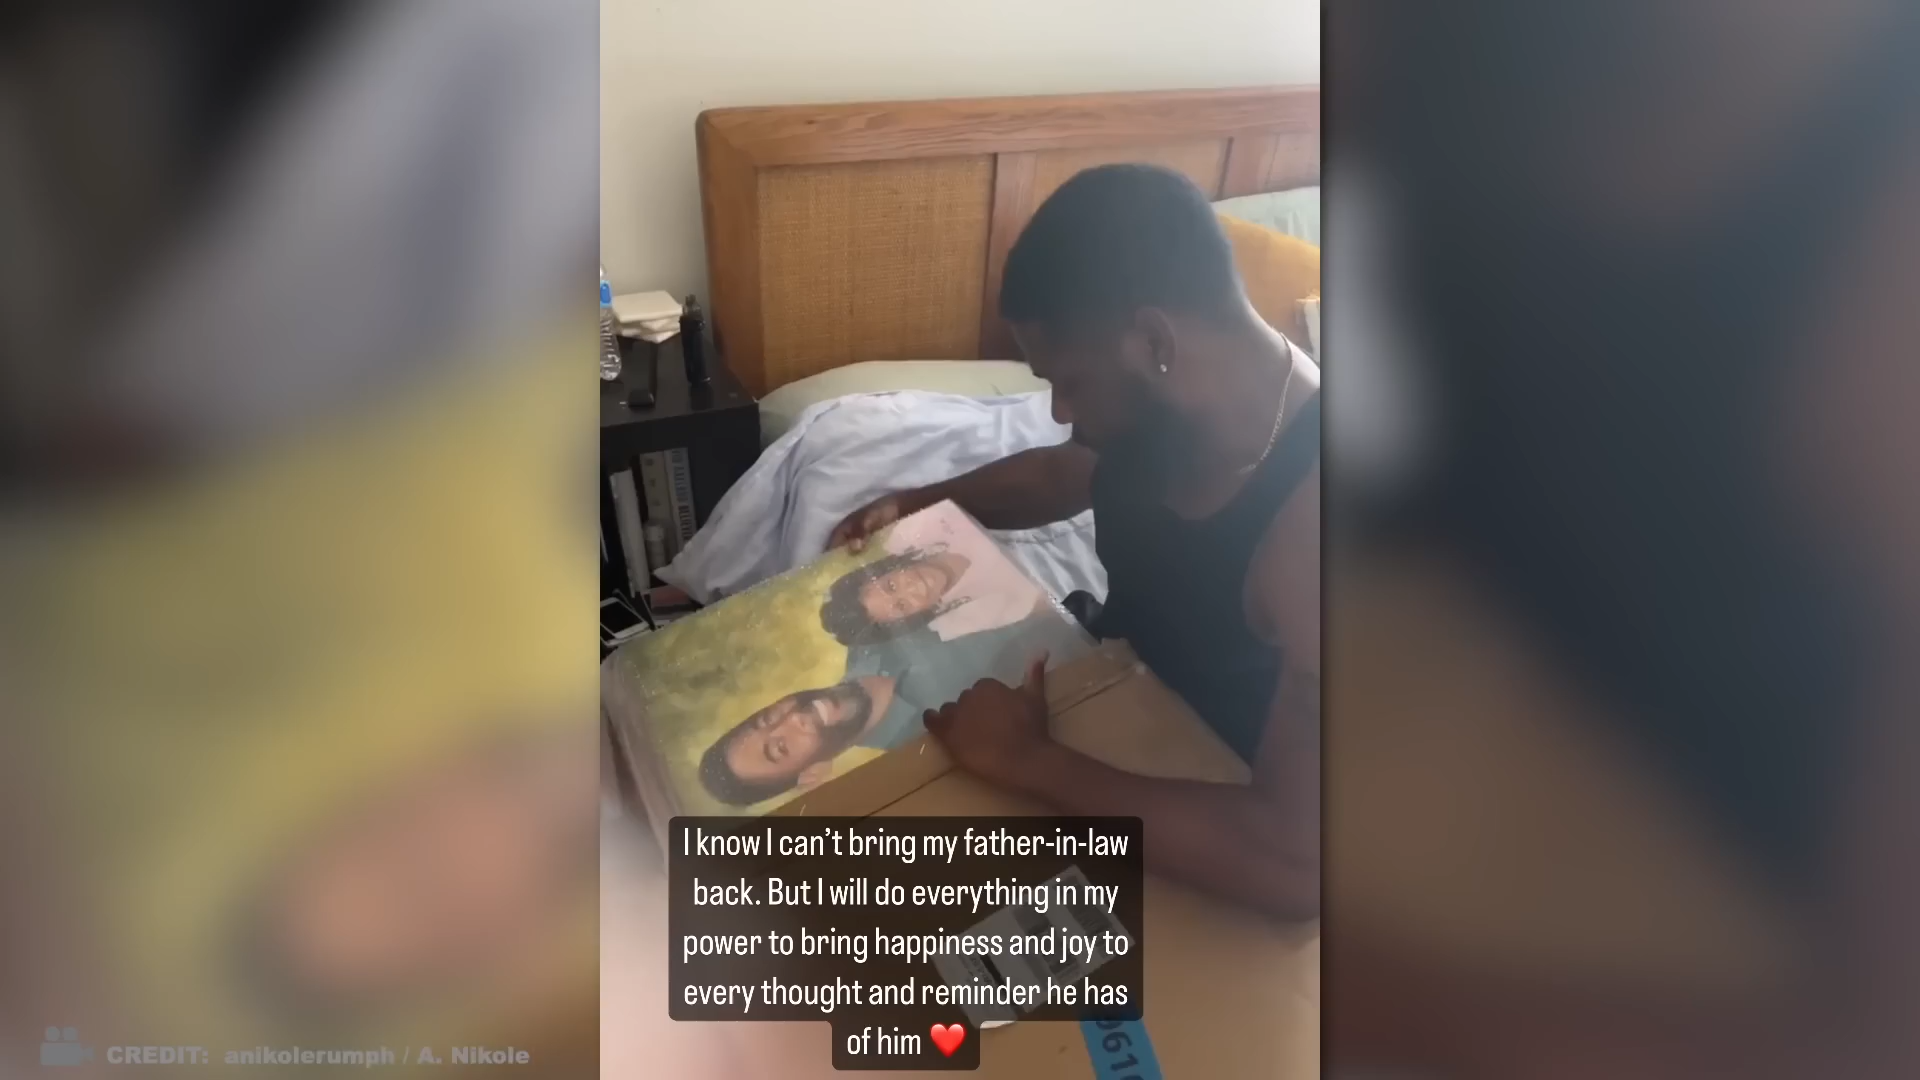 I know I can't bring my father-in-law
back. But I will do everything in my
power to bring happiness and joy to
every thought and reminder he has
of him ❤️
CREDIT: anikolerumph / A. Nikole